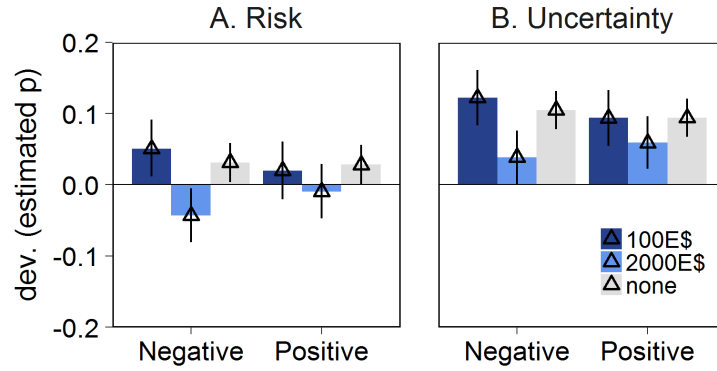 A. Risk
B. Uncertainty
dev. (estimated p)
0.2
0.1
0.0
-0.1
-0.2
Negative
Positive
Negative
Positive
100E$
2000E$
none